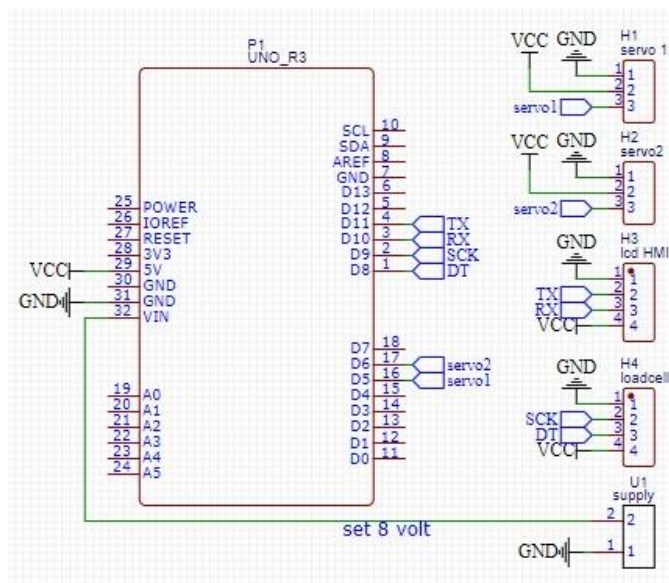 P1
UNO_R3
SCL 10
SDA 9
AREF 8
GND 7
D13 6
D12 5
D11 4 TX
D10 3 RX
D9 2 SCK
D8 1 DT
25 POWER
26 IOREF
27 RESET
28 3V3
VCC 29 5V
30 GND
GND 31 GND
32 VIN
D7 18
D6 17 servo2
D5 16 servo1
D4 15
D3 14
D2 13
D1 12
D0 11
19 A0
20 A1
21 A2
22 A3
23 A4
24 A5
set 8 volt
H1
servo 1
VCC GND
1 1
2 2
servo1 3 3
H2
servo2
VCC GND
1 1
2 2
servo2 3 3
H3
lcd HMI
GND
1 1
TX 2 2
RX 3 3
VCC 4 4
H4
loadcell
GND
1 1
SCK 2 2
DT 3 3
VCC 4 4
U1
supply
2 2
GND 1 1